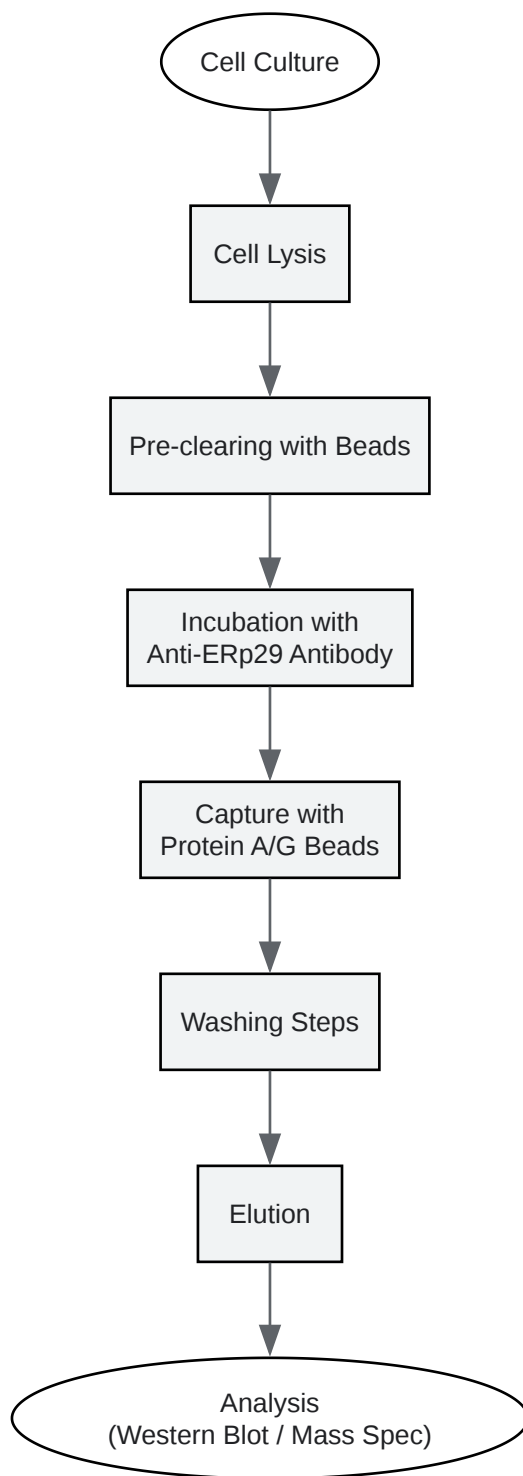 Cell Culture
Cell Lysis
Pre-clearing with Beads
Incubation with
Anti-ERp29 Antibody
Capture with
Protein A/G Beads
Washing Steps
Elution
Analysis
(Western Blot / Mass Spec)